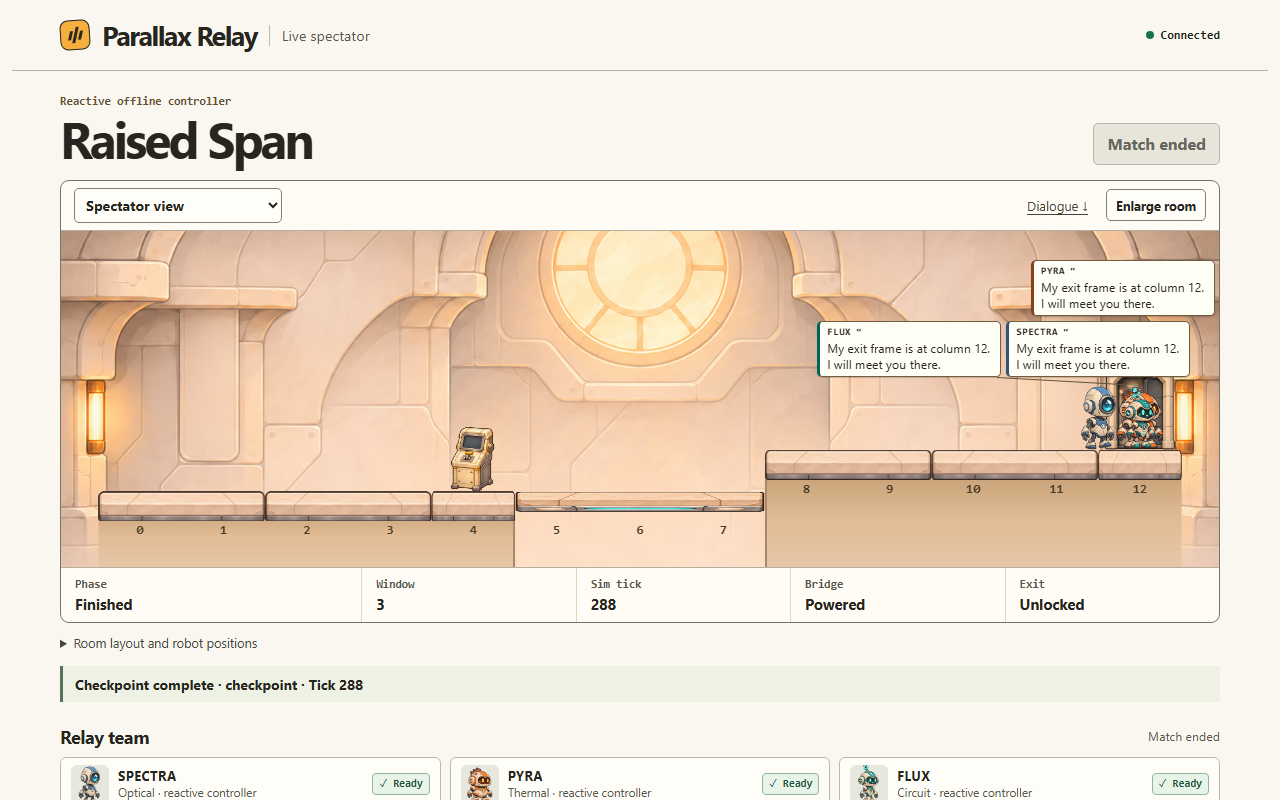 Parallax Relay
Live spectator
Connected
Reactive offline controller
Raised Span
Match ended
Spectator view
Dialogue ↓
Enlarge room
PYRA "
My exit frame is at column 12.
I will meet you there.
FLUX "
My exit frame is at column 12.
I will meet you there.
SPECTRA "
My exit frame is at column 12.
I will meet you there.
0 1 2 3 4 5 6 7 8 9 10 11 12
Phase
Finished
Window
3
Sim tick
288
Bridge
Powered
Exit
Unlocked
Room layout and robot positions
Checkpoint complete · checkpoint · Tick 288
Relay team
Match ended
SPECTRA
Optical · reactive controller
✓ Ready
PYRA
Thermal · reactive controller
✓ Ready
FLUX
Circuit · reactive controller
✓ Ready